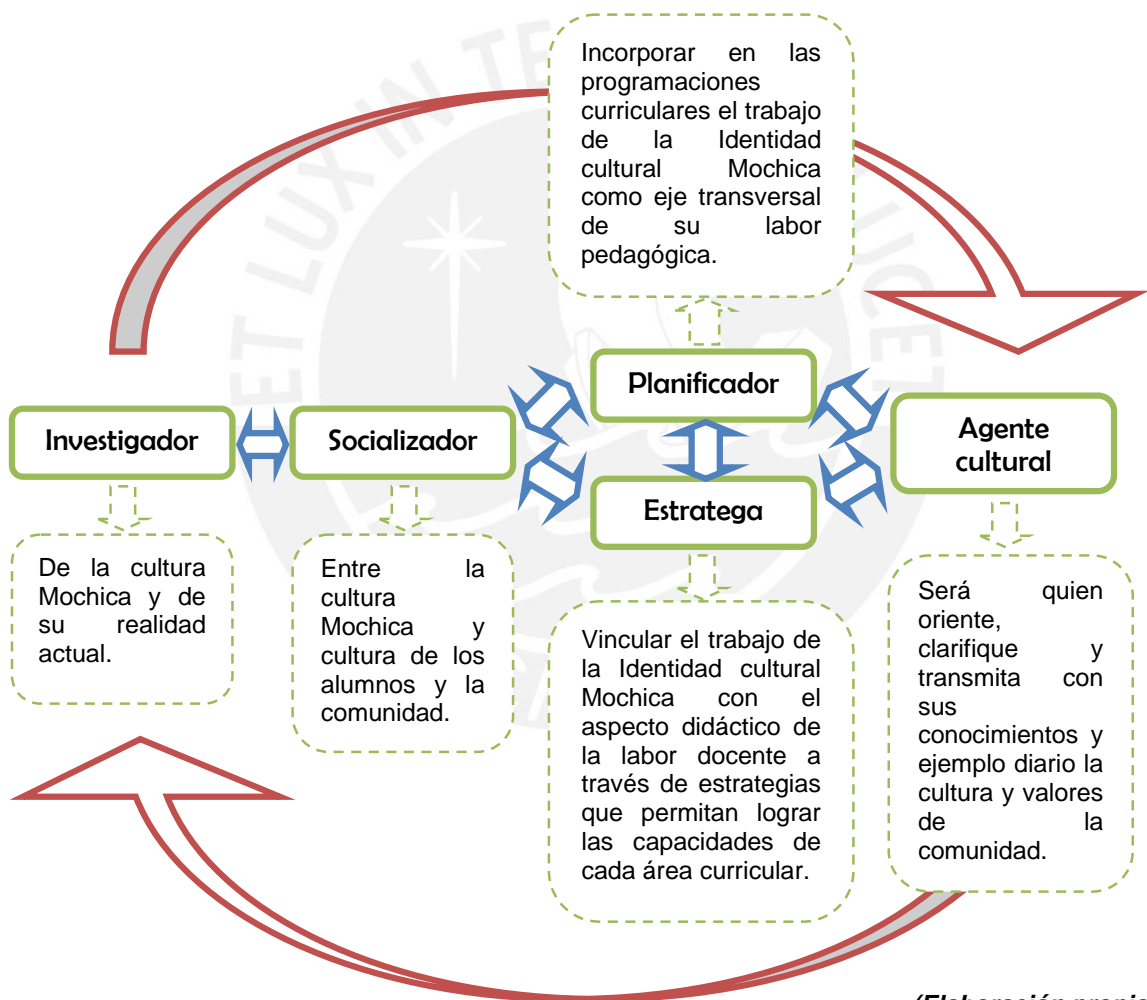 Incorporar en las
programaciones
curriculares el trabajo
de la Identidad
cultural Mochica
como eje transversal
de su labor
pedagógica.
Planificador
Investigador
Socializador
Agente
cultural
Estratega
De la cultura
Mochica y de
su realidad
actual.
Entre la
cultura
Mochica y
cultura de los
alumnos y la
comunidad.
Vincular el trabajo de
la Identidad cultural
Mochica con el
aspecto didáctico de
la labor docente a
través de estrategias
que permitan lograr
las capacidades de
cada área curricular.
Será quien
oriente,
clarifique y
transmita con
sus
conocimientos y
ejemplo diario la
cultura y valores
de la
comunidad.
ET LUX IN TE